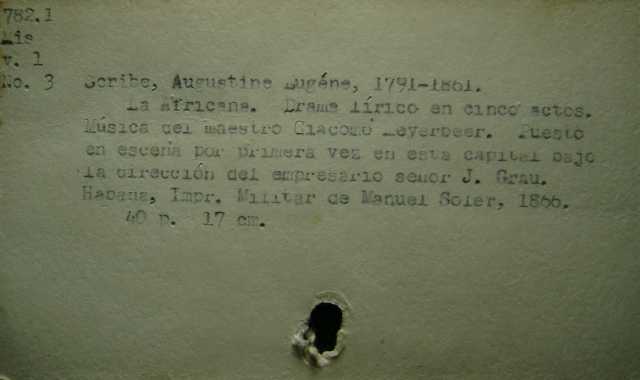 782.1
Mis
v. 1
No. 3 Scribe, Augustine Eugéne, 1791-1861.
La Africana. Drama lírico en cinco actos.
Música del maestro Giacomo Meyerbeer. Puesto
en escena por primera vez en esta capital bajo
la dirección del empresario señor J. Grau.
Habana, Impr. Militar de Manuel Soler, 1866.
40 p. 17 cm.